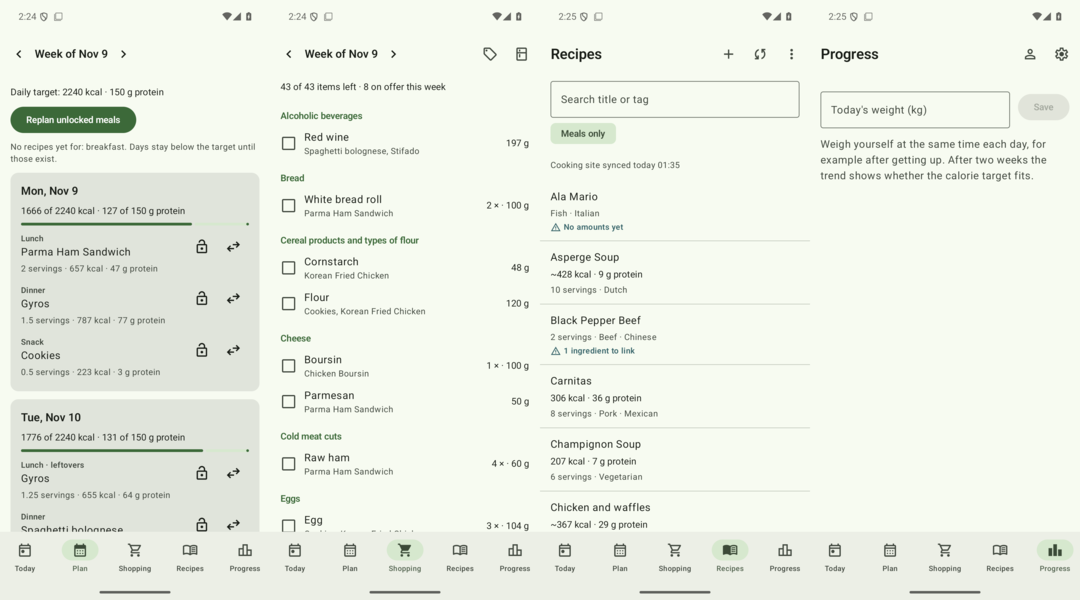 2:24
Week of Nov 9
Daily target: 2240 kcal · 150 g protein
Replan unlocked meals
No recipes yet for: breakfast. Days stay below the target until
those exist.
Mon, Nov 9
1666 of 2240 kcal · 127 of 150 g protein
Lunch
Parma Ham Sandwich
2 servings · 657 kcal · 47 g protein
Dinner
Gyros
1.5 servings · 787 kcal · 77 g protein
Snack
Cookies
0.5 servings · 223 kcal · 3 g protein
Tue, Nov 10
1776 of 2240 kcal · 131 of 150 g protein
Lunch · leftovers
Gyros
1.25 servings · 655 kcal · 64 g protein
Dinner
Spaghetti bolognese
Today
Plan
Shopping
Recipes
Progress
2:24
Week of Nov 9
43 of 43 items left · 8 on offer this week
Alcoholic beverages
Red wine
Spaghetti bolognese, Stifado
197 g
Bread
White bread roll
Parma Ham Sandwich
2 × · 100 g
Cereal products and types of flour
Cornstarch
Korean Fried Chicken
48 g
Flour
Cookies, Korean Fried Chicken
120 g
Cheese
Boursin
Chicken Boursin
1 × · 100 g
Parmesan
Parma Ham Sandwich
50 g
Cold meat cuts
Raw ham
Parma Ham Sandwich
4 × · 60 g
Eggs
Egg
3 × · 104 g
Today
Plan
Shopping
Recipes
Progress
2:25
Recipes
Search title or tag
Meals only
Cooking site synced today 01:35
Ala Mario
Fish · Italian
No amounts yet
Asperge Soup
~428 kcal · 9 g protein
10 servings · Dutch
Black Pepper Beef
2 servings · Beef · Chinese
1 ingredient to link
Carnitas
306 kcal · 36 g protein
8 servings · Pork · Mexican
Champignon Soup
207 kcal · 7 g protein
6 servings · Vegetarian
Chicken and waffles
~367 kcal · 29 g protein
Today
Plan
Shopping
Recipes
Progress
2:25
Progress
Today's weight (kg)
Save
Weigh yourself at the same time each day, for
example after getting up. After two weeks the
trend shows whether the calorie target fits.
Today
Plan
Shopping
Recipes
Progress